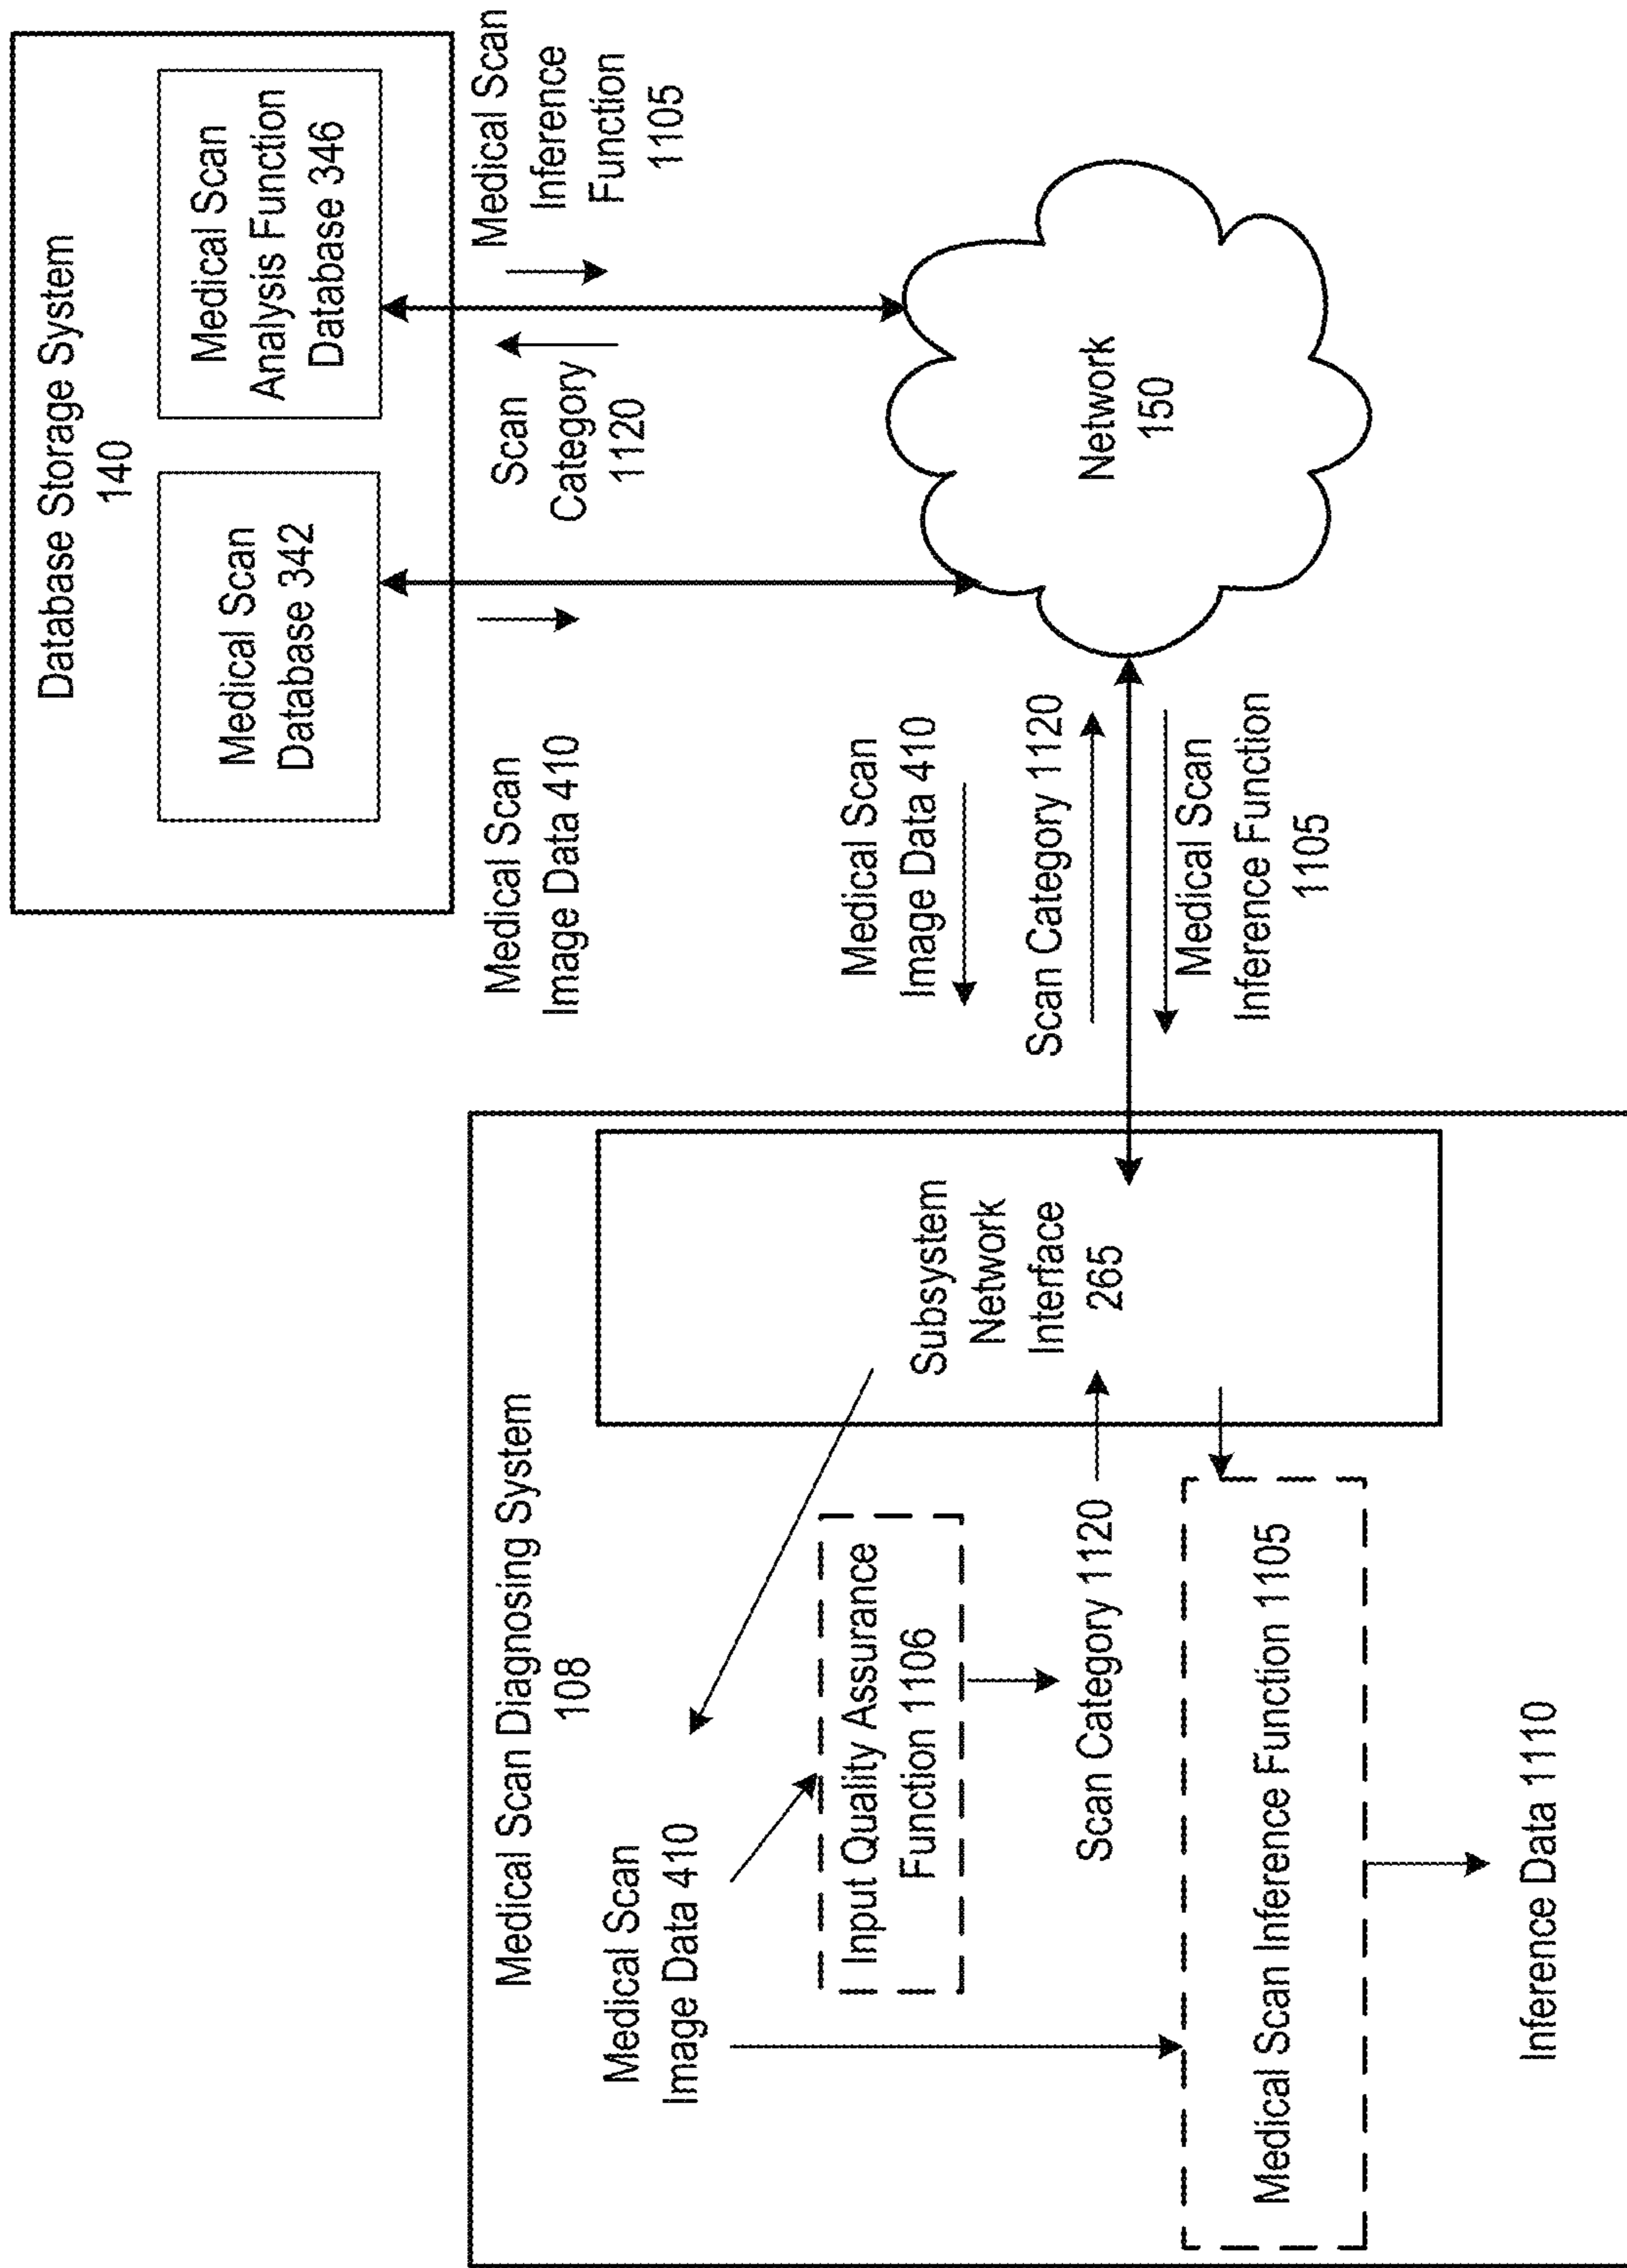 Medical Scan Diagnosing System
108
Medical Scan
Image Data 410
Input Quality Assurance
Function 1106
Scan Category 1120
Medical Scan Inference Function 1105
Inference Data 1110
Subsystem
Network
Interface
265
Medical Scan
Image Data 410
Scan Category 1120
Medical Scan
Inference Function
1105
Database Storage System
140
Medical Scan
Database 342
Medical Scan
Analysis Function
Database 346
Medical Scan
Image Data 410
Scan
Category
1120
Medical Scan
Inference
Function
1105
Network
150